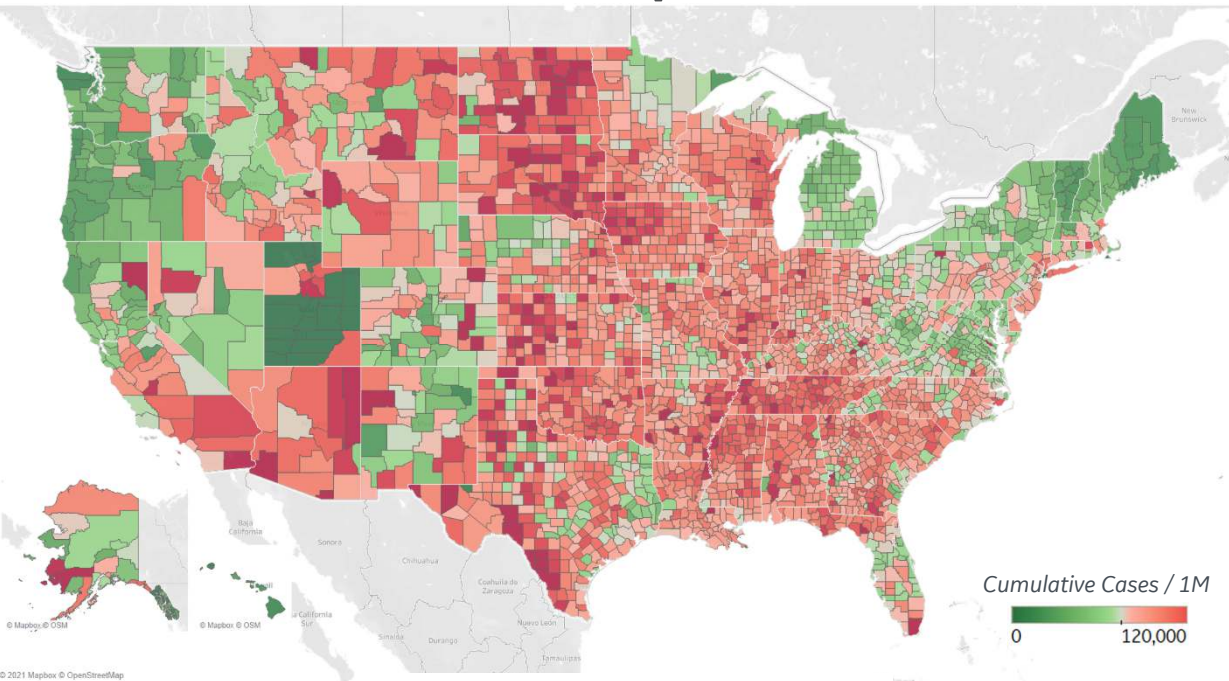 New
Brunswick
Baja
California
Sonora
Chihuahua
Coahuila de
Zaragoza
Nuevo León
Sinaloa
Durango
Tamaulipas
a California
Sur
Cumulative Cases / 1M
0
120,000
© Mapbox © OSM
© Mapbox © OSM
© 2021 Mapbox © OpenStreetMap